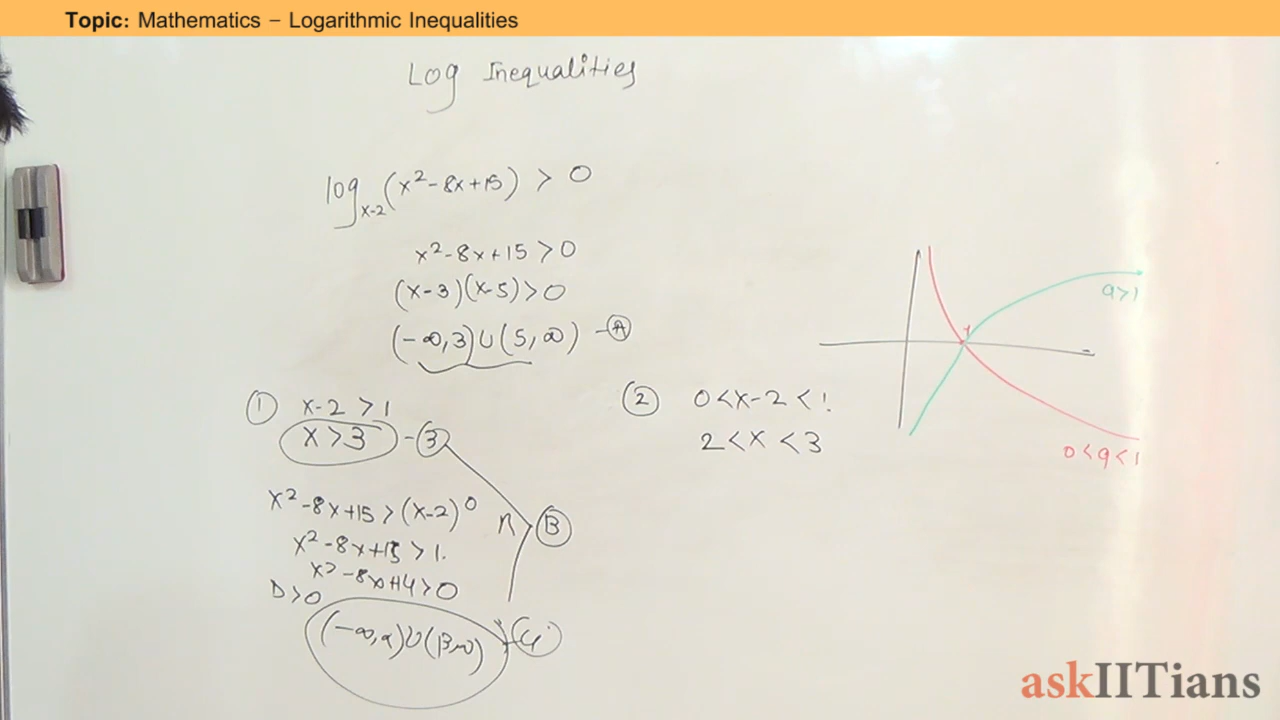 Topic: Mathematics – Logarithmic Inequalities
Log Inequalities
log x-2 (x²-8x+15) > 0
x²-8x+15 > 0
(x-3)(x-5) > 0
(-∞,3)∪(5,∞) -Ⓐ
① x-2 > 1
x > 3 -③
x²-8x+15 > (x-2)⁰
x²-8x+15 > 1.
x²-8x+14 > 0
D > 0
(-∞,α)∪(β,∞) ④
∩ Ⓑ
② 0 < x-2 < 1.
2 < x < 3
1
a > 1
0 < a < 1
askIITians